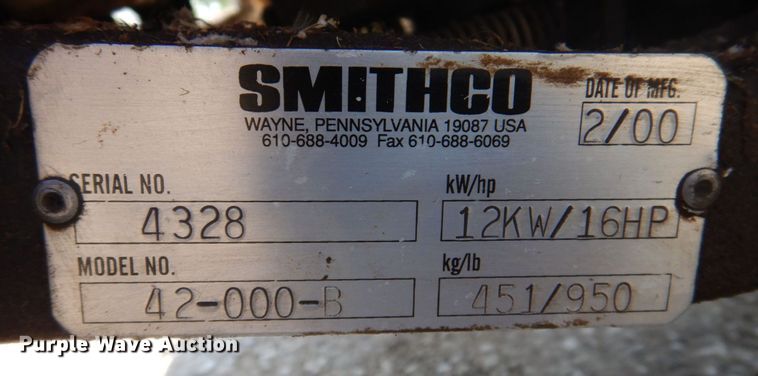 SMITHCO
WAYNE, PENNSYLVANIA 19087 USA
610-688-4009 Fax 610-688-6069
DATE OF MFG.
2/00
SERIAL NO.
4328
kW/hp
12KW/16HP
MODEL NO.
42-000-B
kg/lb
451/950
Purple Wave Auction